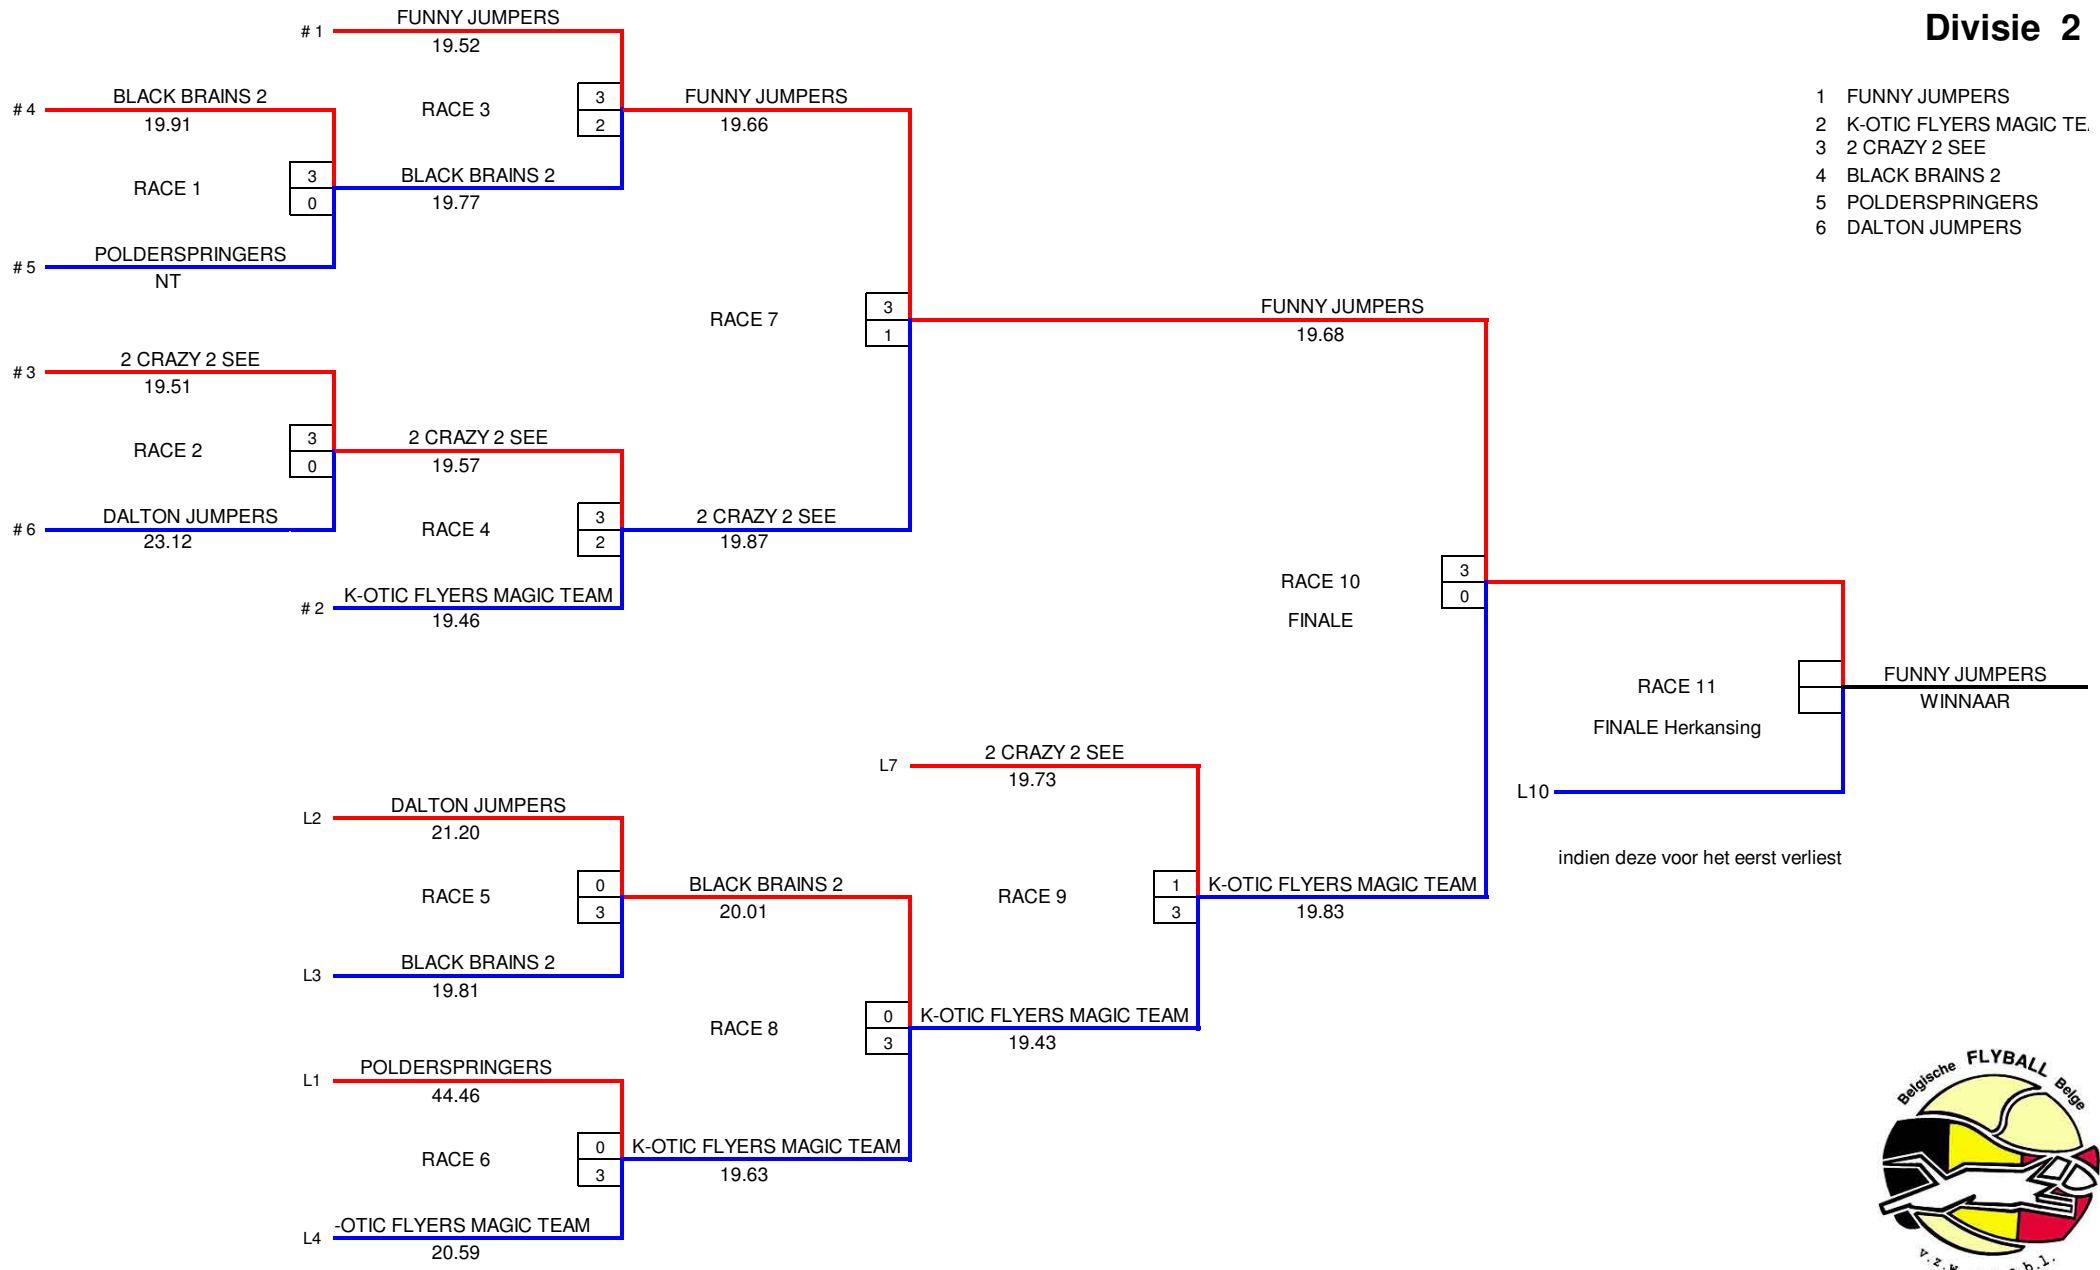 Divisie 2
1 FUNNY JUMPERS
2 K-OTIC FLYERS MAGIC TE
3 2 CRAZY 2 SEE
4 BLACK BRAINS 2
5 POLDERSPRINGERS
6 DALTON JUMPERS
# 1 FUNNY JUMPERS
19.52
# 4 BLACK BRAINS 2
19.91
RACE 3
3
2
FUNNY JUMPERS
19.66
RACE 1
3
0
BLACK BRAINS 2
19.77
# 5 POLDERSPRINGERS
NT
RACE 7
3
1
FUNNY JUMPERS
19.68
# 3 2 CRAZY 2 SEE
19.51
RACE 2
3
0
2 CRAZY 2 SEE
19.57
# 6 DALTON JUMPERS
23.12
RACE 4
3
2
2 CRAZY 2 SEE
19.87
# 2 K-OTIC FLYERS MAGIC TEAM
19.46
RACE 10
FINALE
3
0
RACE 11
FINALE Herkansing
FUNNY JUMPERS
WINNAAR
L7 2 CRAZY 2 SEE
19.73
L10
indien deze voor het eerst verliest
L2 DALTON JUMPERS
21.20
RACE 5
0
3
BLACK BRAINS 2
20.01
RACE 9
1
3
K-OTIC FLYERS MAGIC TEAM
19.83
L3 BLACK BRAINS 2
19.81
RACE 8
0
3
K-OTIC FLYERS MAGIC TEAM
19.43
L1 POLDERSPRINGERS
44.46
RACE 6
0
3
K-OTIC FLYERS MAGIC TEAM
19.63
L4 -OTIC FLYERS MAGIC TEAM
20.59
Belgische FLYBALL Belge
v.z.w.